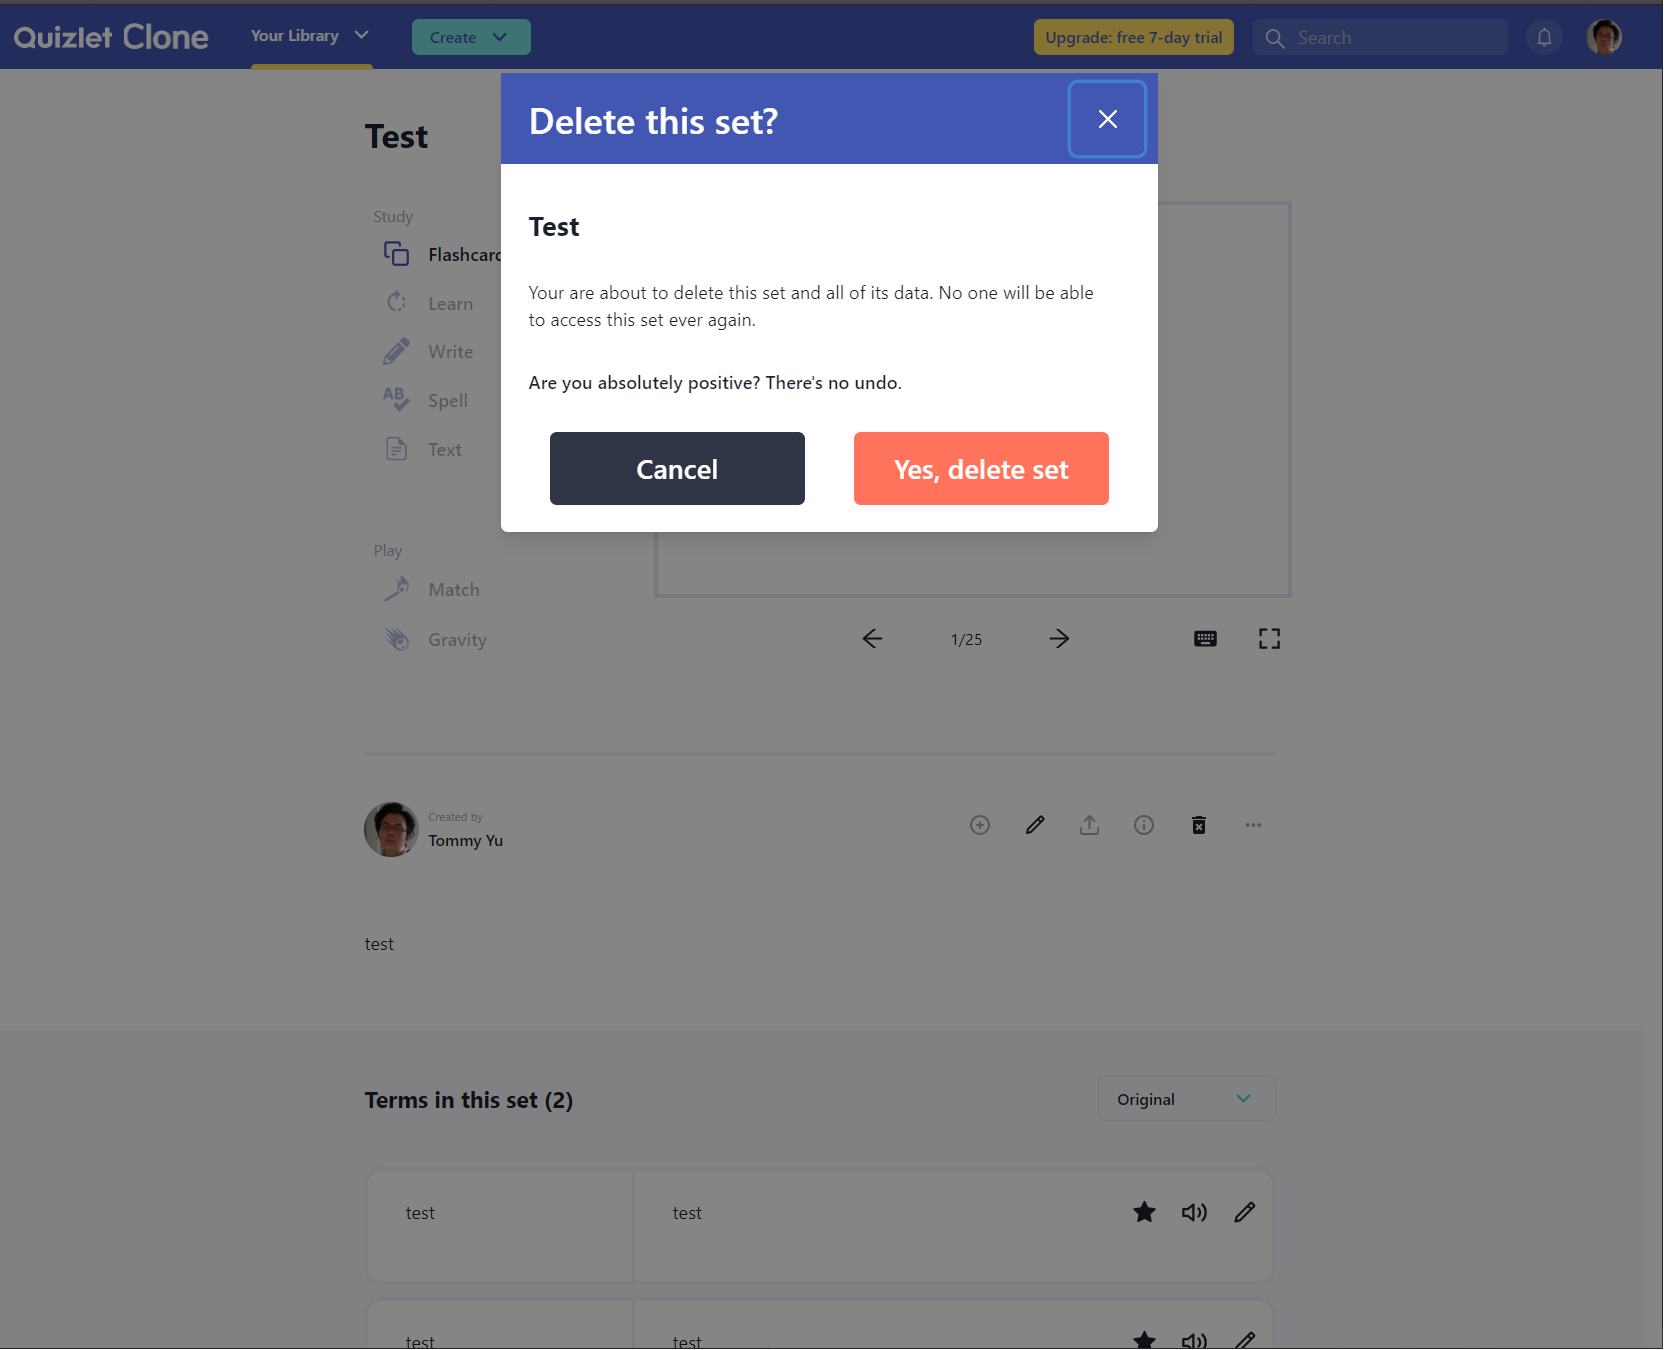 Quizlet Clone
Your Library
Create
Upgrade: free 7-day trial
Search
Delete this set?
Test
Test
Your are about to delete this set and all of its data. No one will be able
to access this set ever again.
Are you absolutely positive? There's no undo.
Cancel
Yes, delete set
Study
Flashcard
Learn
Write
AB
Spell
Text
Play
Match
Gravity
1/25
Created by
Tommy Yu
test
Terms in this set (2)
Original
test
test
test
test